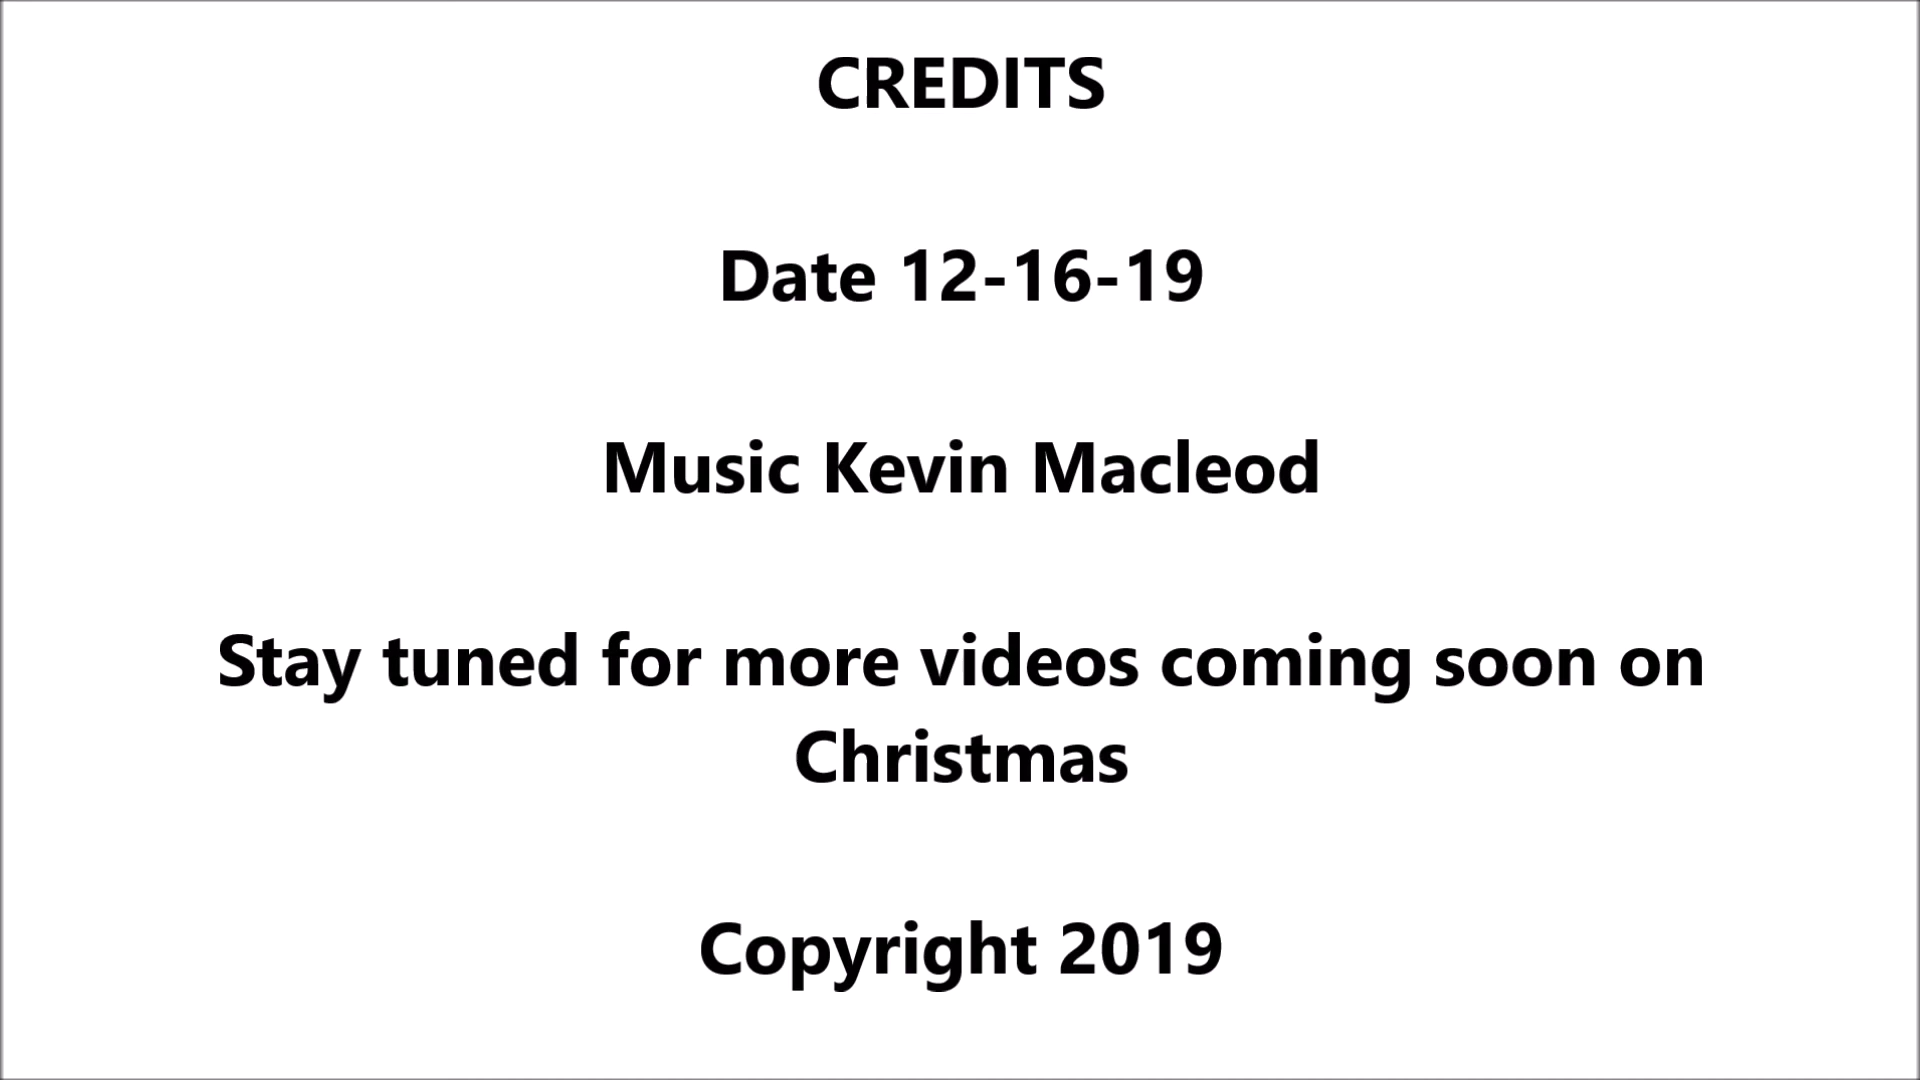 CREDITS
Date 12-16-19
Music Kevin Macleod
Stay tuned for more videos coming soon on
Christmas
Copyright 2019